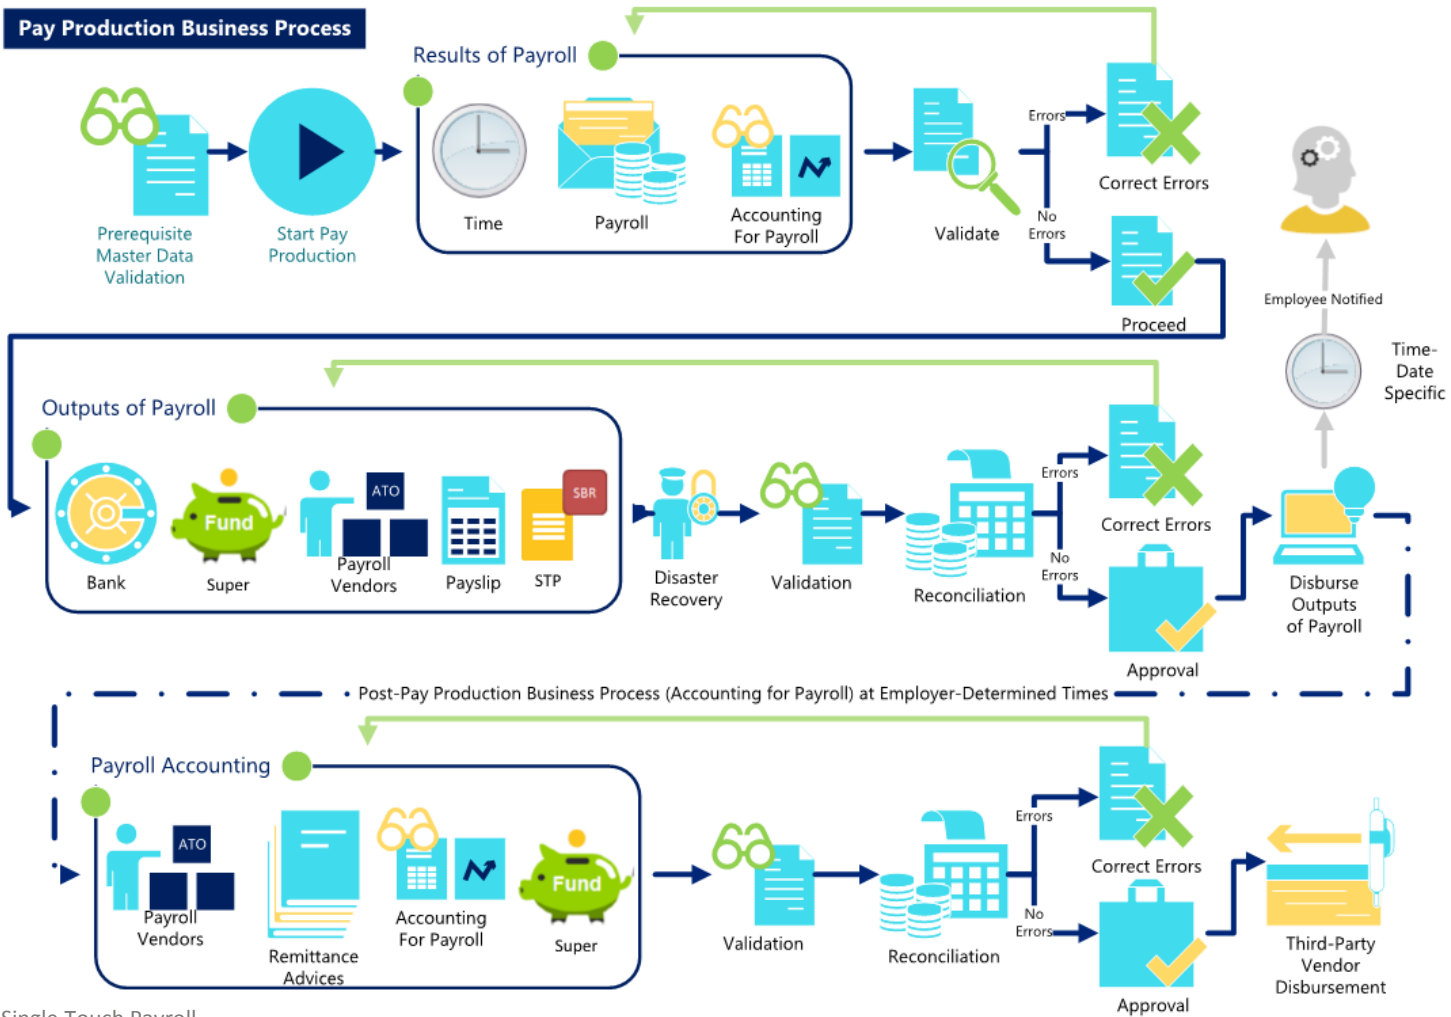 Pay Production Business Process
Results of Payroll
Prerequisite
Master Data
Validation
Start Pay
Production
Time
Payroll
Accounting
For Payroll
Validate
Errors
No
Errors
Correct Errors
Proceed
Employee Notified
Time-
Date
Specific
Outputs of Payroll
Bank
Fund
Super
ATO
Payroll
Vendors
Payslip
SBR
STP
Disaster
Recovery
Validation
Reconciliation
Errors
No
Errors
Correct Errors
Approval
Disburse
Outputs
of Payroll
Post-Pay Production Business Process (Accounting for Payroll) at Employer-Determined Times
Payroll Accounting
ATO
Payroll
Vendors
Remittance
Advices
Accounting
For Payroll
Fund
Super
Validation
Reconciliation
Errors
No
Errors
Correct Errors
Approval
Third-Party
Vendor
Disbursement
Single Touch Payroll